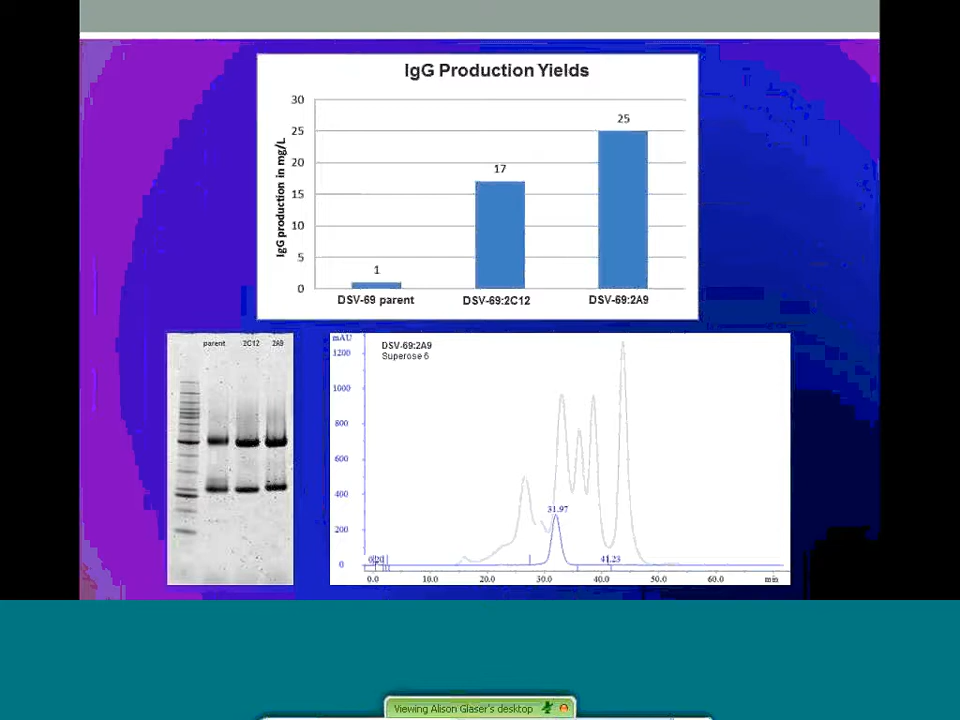 IgG Production Yields
IgG production in mg/L
30
25
20
15
10
5
0
1
17
25
DSV-69 parent
DSV-69:2C12
DSV-69:2A9
parent 2C12 2A9
mAU
1200
1000
800
600
400
200
0
DSV-69:2A9
Superose 6
31.97
41.23
0.0 10.0 20.0 30.0 40.0 50.0 60.0 min
Viewing Alison Glaser's desktop